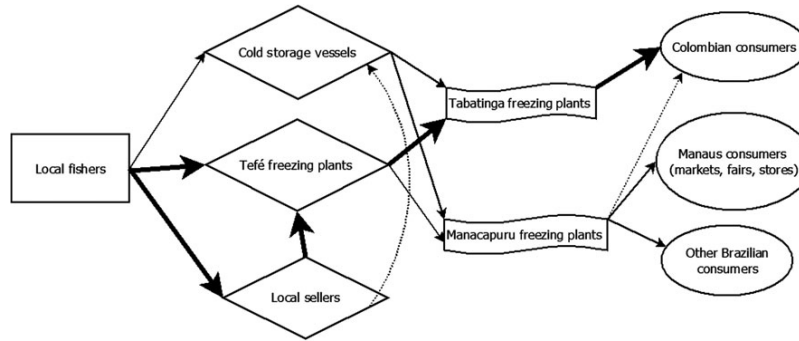 Local fishers
Cold storage vessels
Tefé freezing plants
Local sellers
Tabatinga freezing plants
Manacapuru freezing plants
Colombian consumers
Manaus consumers
(markets, fairs, stores)
Other Brazilian
consumers